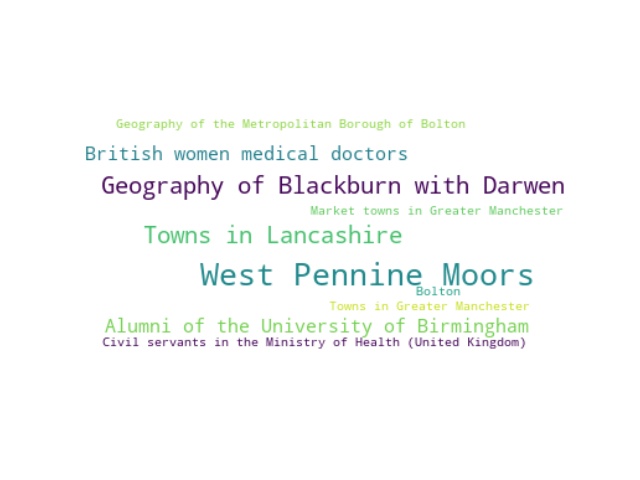 Geography of the Metropolitan Borough of Bolton
British women medical doctors
Geography of Blackburn with Darwen
Market towns in Greater Manchester
Towns in Lancashire
West Pennine Moors
Bolton
Towns in Greater Manchester
Alumni of the University of Birmingham
Civil servants in the Ministry of Health (United Kingdom)